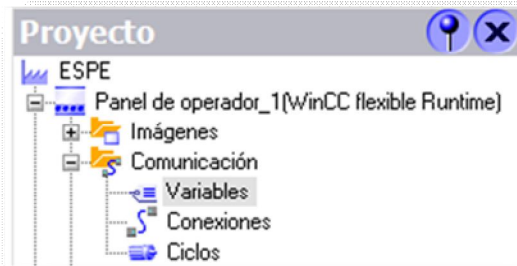 Proyecto
ESPE
Panel de operador_1(WinCC flexible Runtime)
Imágenes
Comunicación
Variables
Conexiones
Ciclos